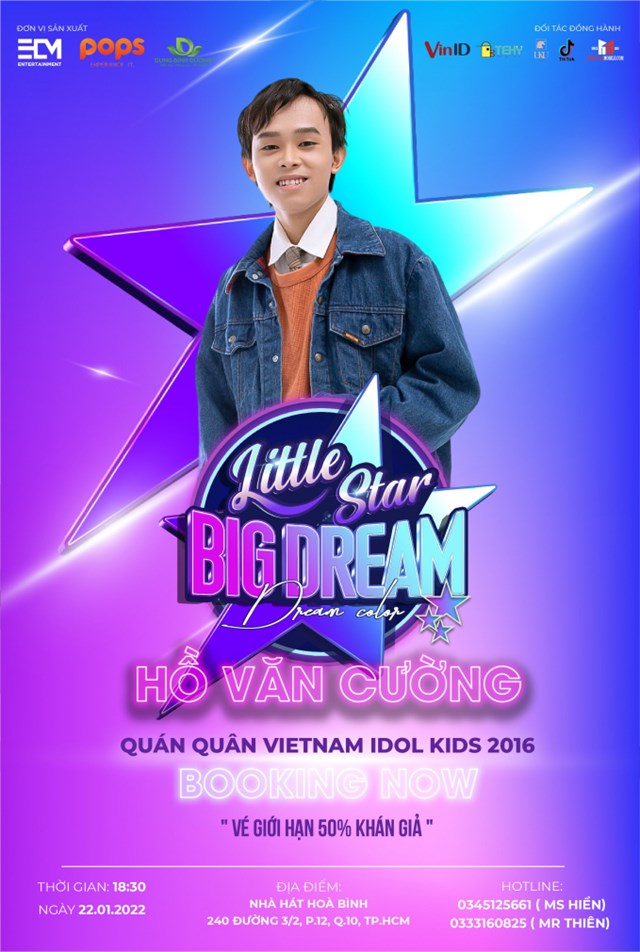 ĐƠN VỊ SẢN XUẤT
ĐỐI TÁC ĐỒNG HÀNH
ECM
ENTERTAINMENT
POPS
VinID
TEKY
TikTok
Little
Star
BIG DREAM
Dream color
HỒ VĂN CƯỜNG
QUÁN QUÂN VIETNAM IDOL KIDS 2016
BOOKING NOW
" VÉ GIỚI HẠN 50% KHÁN GIẢ "
THỜI GIAN: 18:30
NGÀY 22.01.2022
ĐỊA ĐIỂM:
NHÀ HÁT HOÀ BÌNH
240 ĐƯỜNG 3/2, P.12, Q.10, TP.HCM
HOTLINE:
0345125661 ( MS HIỀN)
0333160825 ( MR THIÊN)